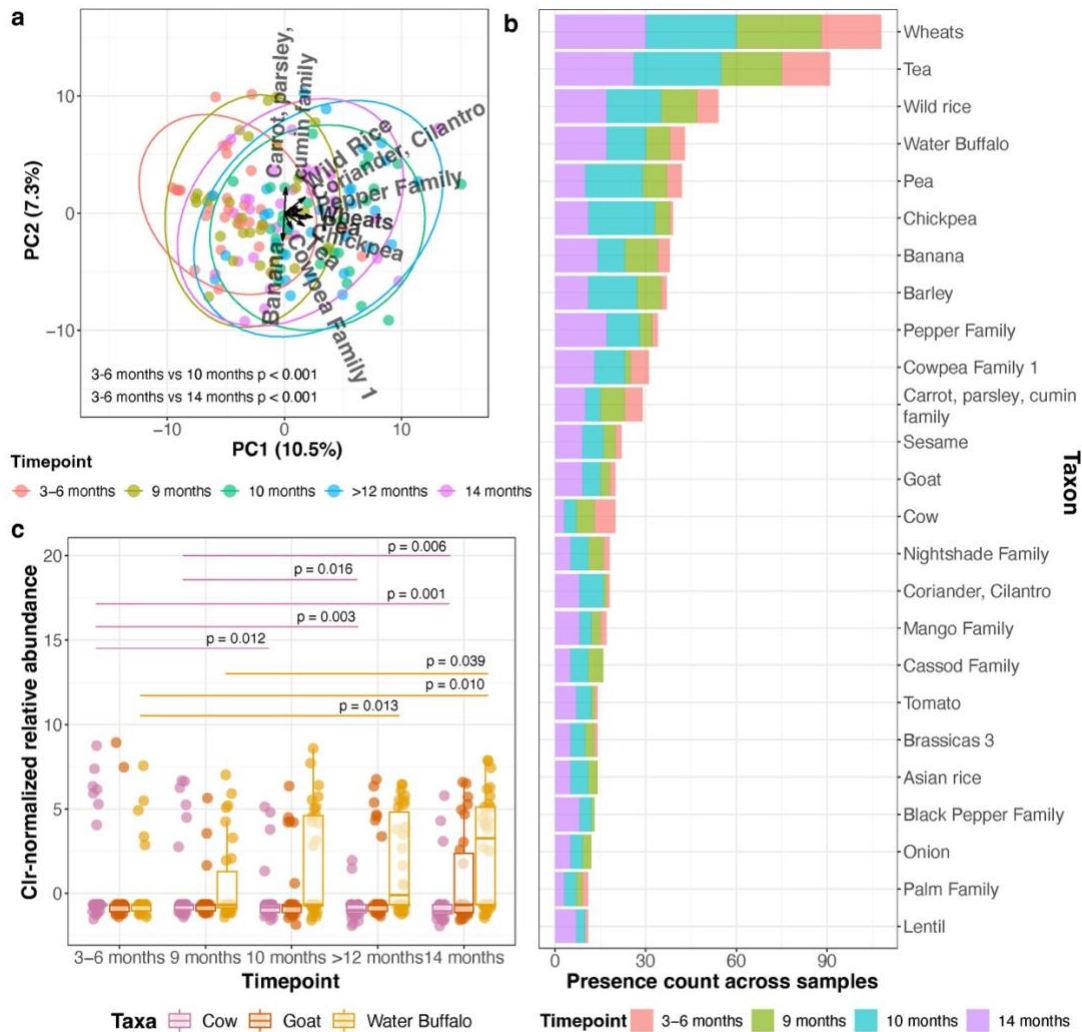 a
Carrot, parsley,
cumin family
Wild Rice
Coriander, Cilantro
Pepper Family
Wheats
Pea
Chickpea
Tea
Cowpea Family 1
Banana
10
0
−10
PC2 (7.3%)
3-6 months vs 10 months p < 0.001
3-6 months vs 14 months p < 0.001
−10 0 10
PC1 (10.5%)
Timepoint
3−6 months 9 months 10 months >12 months 14 months
b
Wheats
Tea
Wild rice
Water Buffalo
Pea
Chickpea
Banana
Barley
Pepper Family
Cowpea Family 1
Carrot, parsley, cumin
family
Sesame
Goat
Cow
Nightshade Family
Coriander, Cilantro
Mango Family
Cassod Family
Tomato
Brassicas 3
Asian rice
Black Pepper Family
Onion
Palm Family
Lentil
Taxon
0 30 60 90
Presence count across samples
Timepoint 3−6 months 9 months 10 months 14 months
c
Clr-normalized relative abundance
20
15
10
5
0
p = 0.006
p = 0.016
p = 0.001
p = 0.003
p = 0.012
p = 0.039
p = 0.010
p = 0.013
3−6 months 9 months 10 months >12 months 14 months
Timepoint
Taxa Cow Goat Water Buffalo